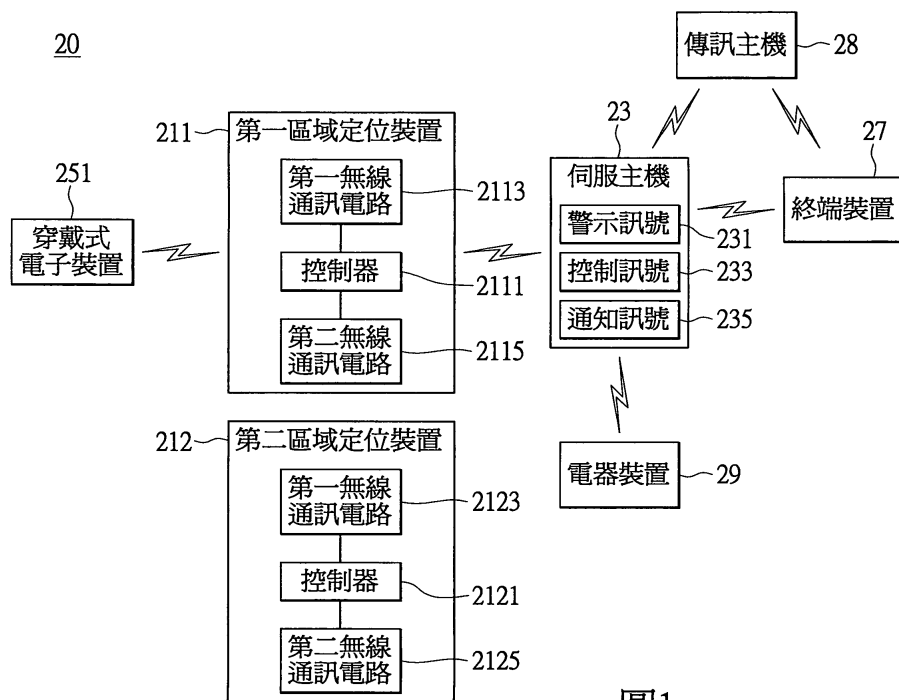 20
傳訊主機
28
211
第一區域定位裝置
第一無線
通訊電路
2113
控制器
2111
第二無線
通訊電路
2115
251
穿戴式
電子裝置
23
伺服主機
警示訊號
231
控制訊號
233
通知訊號
235
27
終端裝置
212
第二區域定位裝置
第一無線
通訊電路
2123
控制器
2121
第二無線
通訊電路
2125
電器裝置
29
圖1